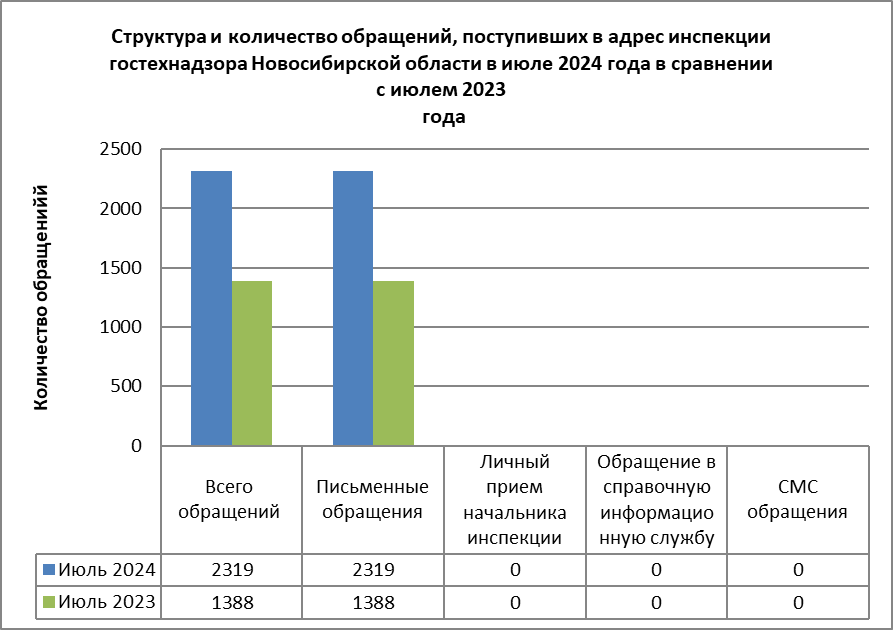 Структура и количество обращений, поступивших в адрес инспекции
гостехнадзора Новосибирской области в июле 2024 года в сравнении
с июлем 2023
года
Количество обращенийй
2500
2000
1500
1000
500
0
Всего
обращений
Письменные
обращения
Личный
прием
начальника
инспекции
Обращение в
справочную
информацио
нную службу
СМС
обращения
Июль 2024 2319 2319 0 0 0
Июль 2023 1388 1388 0 0 0